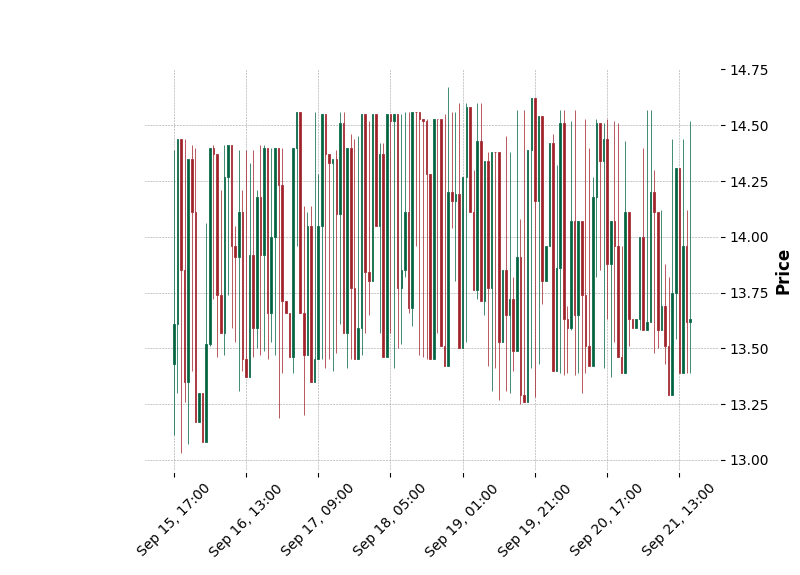 14.75
14.50
14.25
14.00
13.75
13.50
13.25
13.00
Price
Sep 15, 17:00
Sep 16, 13:00
Sep 17, 09:00
Sep 18, 05:00
Sep 19, 01:00
Sep 19, 21:00
Sep 20, 17:00
Sep 21, 13:00